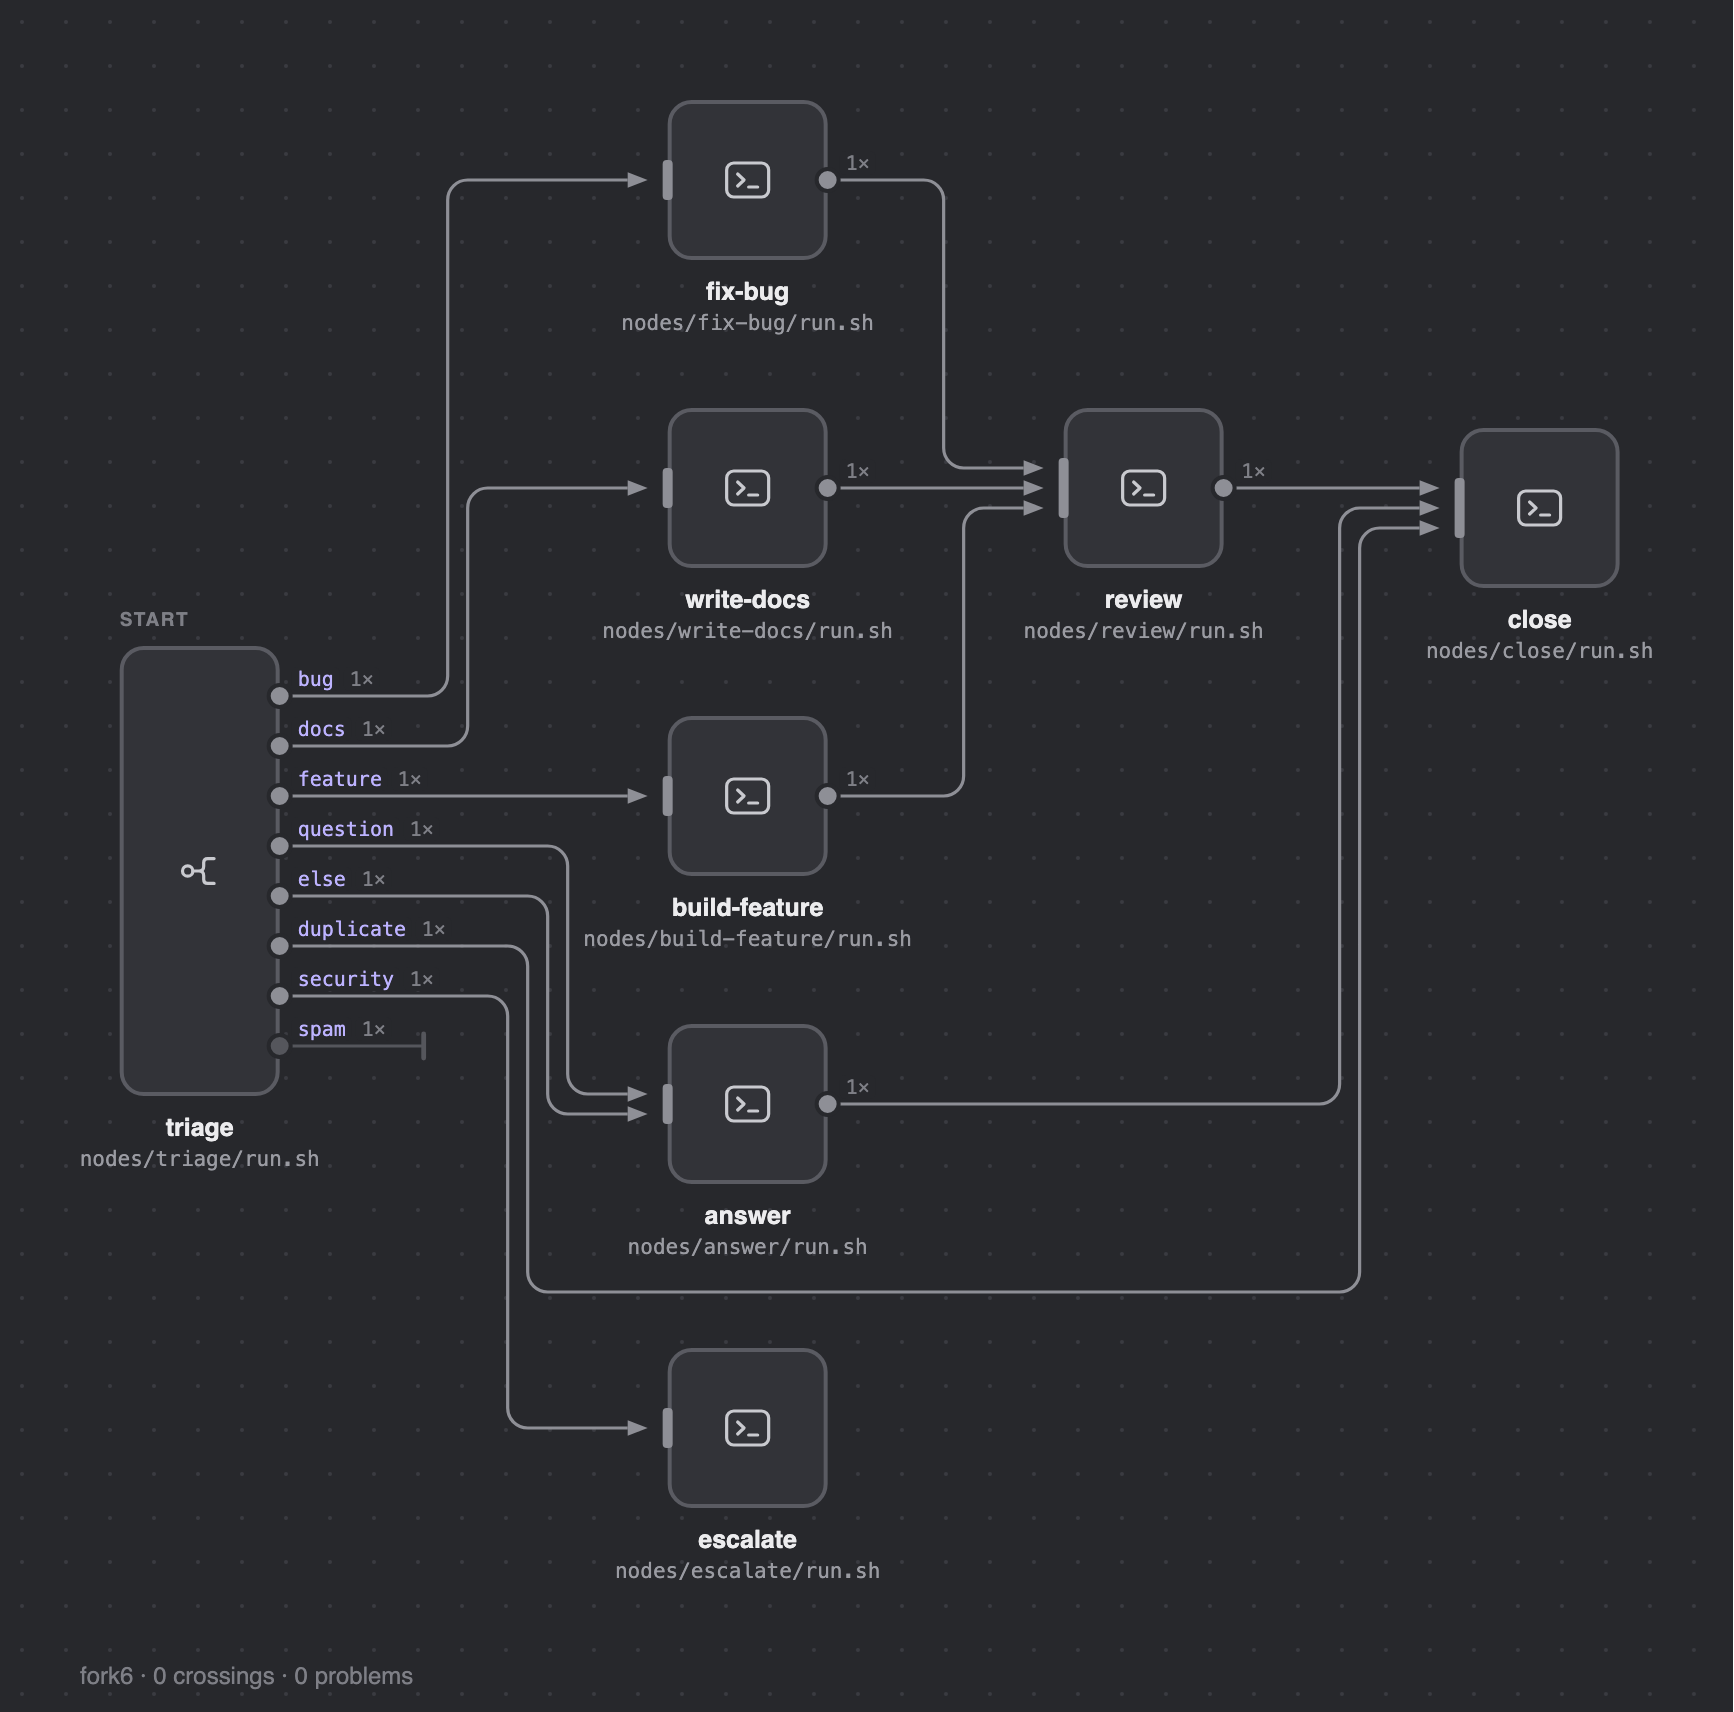 1×
fix-bug
nodes/fix-bug/run.sh
1×
1×
write-docs
nodes/write-docs/run.sh
review
nodes/review/run.sh
close
nodes/close/run.sh
START
bug 1×
docs 1×
feature 1×
question 1×
else 1×
duplicate 1×
security 1×
spam 1×
triage
nodes/triage/run.sh
1×
build-feature
nodes/build-feature/run.sh
1×
answer
nodes/answer/run.sh
escalate
nodes/escalate/run.sh
fork6 · 0 crossings · 0 problems